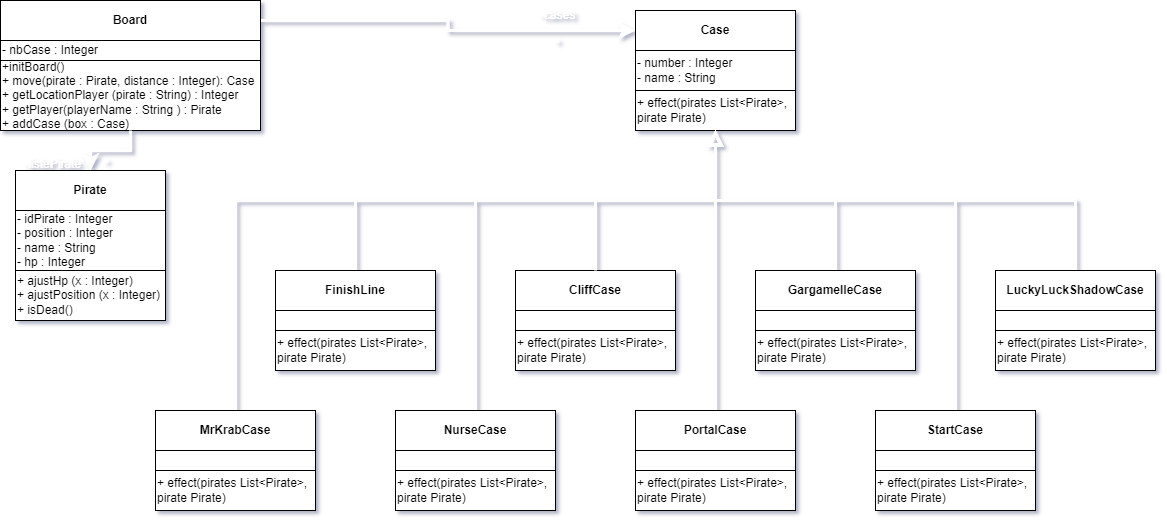 Board
- nbCase : Integer
+initBoard()
+ move(pirate : Pirate, distance : Integer): Case
+ getLocationPlayer (pirate : String) : Integer
+ getPlayer(playerName : String ) : Pirate
+ addCase (box : Case)
cases
*
Case
- number : Integer
- name : String
+ effect(pirates List<Pirate>,
pirate Pirate)
*
Pirate
- idPirate : Integer
- position : Integer
- name : String
- hp : Integer
+ ajustHp (x : Integer)
+ ajustPosition (x : Integer)
+ isDead()
FinishLine
+ effect(pirates List<Pirate>,
pirate Pirate)
CliffCase
+ effect(pirates List<Pirate>,
pirate Pirate)
GargamelleCase
+ effect(pirates List<Pirate>,
pirate Pirate)
LuckyLuckShadowCase
+ effect(pirates List<Pirate>,
pirate Pirate)
MrKrabCase
+ effect(pirates List<Pirate>,
pirate Pirate)
NurseCase
+ effect(pirates List<Pirate>,
pirate Pirate)
PortalCase
+ effect(pirates List<Pirate>,
pirate Pirate)
StartCase
+ effect(pirates List<Pirate>,
pirate Pirate)